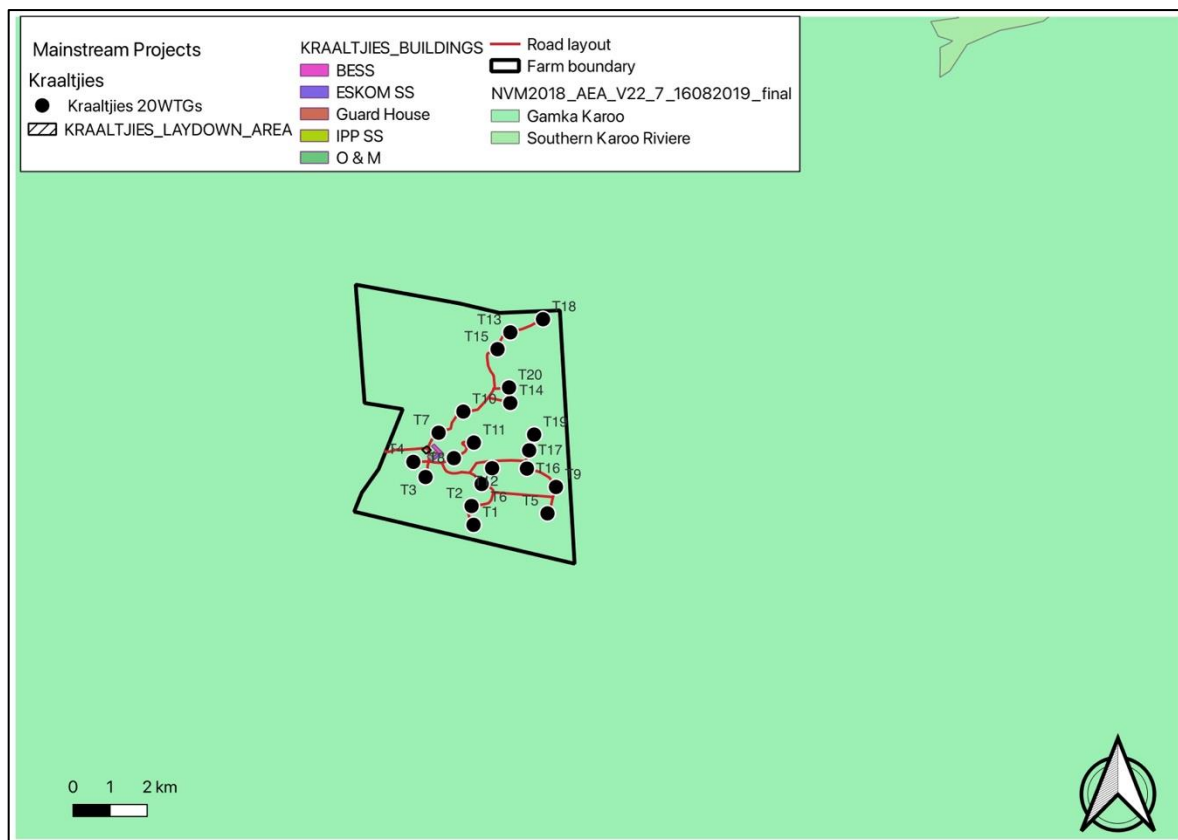 Mainstream Projects
Kraaltjies
Kraaltjies 20WTGs
KRAALTJIES_LAYDOWN_AREA
KRAALTJIES_BUILDINGS
BESS
ESKOM SS
Guard House
IPP SS
O & M
Road layout
Farm boundary
NVM2018_AEA_V22_7_16082019_final
Gamka Karoo
Southern Karoo Riviere
T18
T13
T15
T20
T14
T10
T7
T19
T11
T4
T17
T8
T16
T9
T3
T12
T2
T6
T5
T1
0 1 2 km